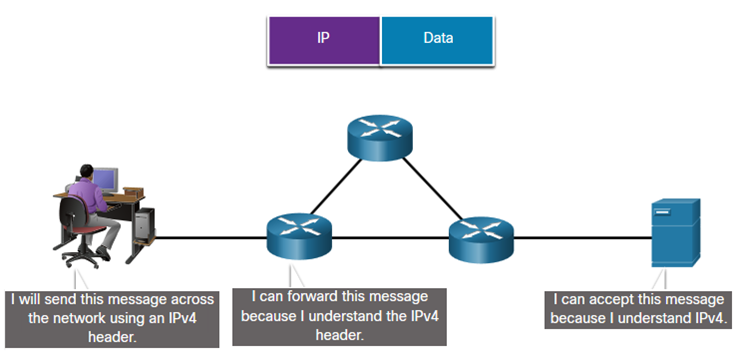 IP
Data
I will send this message across
the network using an IPv4
header.
I can forward this message
because I understand the IPv4
header.
I can accept this message
because I understand IPv4.